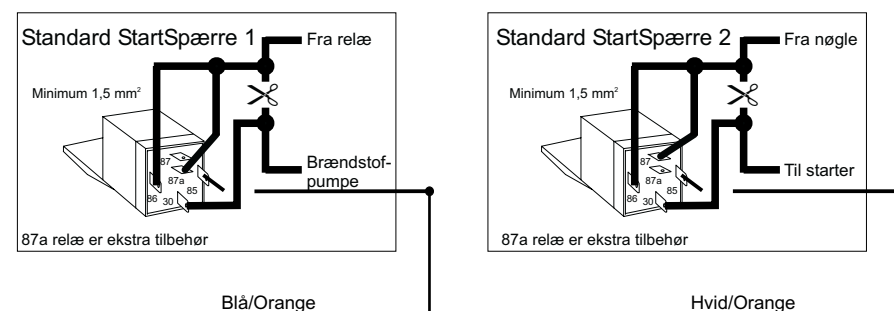 Standard StartSpærre 1
Fra relæ
Minimum 1,5 mm²
87
87a
85
86
30
Brændstof-
pumpe
87a relæ er ekstra tilbehør
Blå/Orange
Standard StartSpærre 2
Fra nøgle
Minimum 1,5 mm²
87
87a
85
86
30
Til starter
87a relæ er ekstra tilbehør
Hvid/Orange